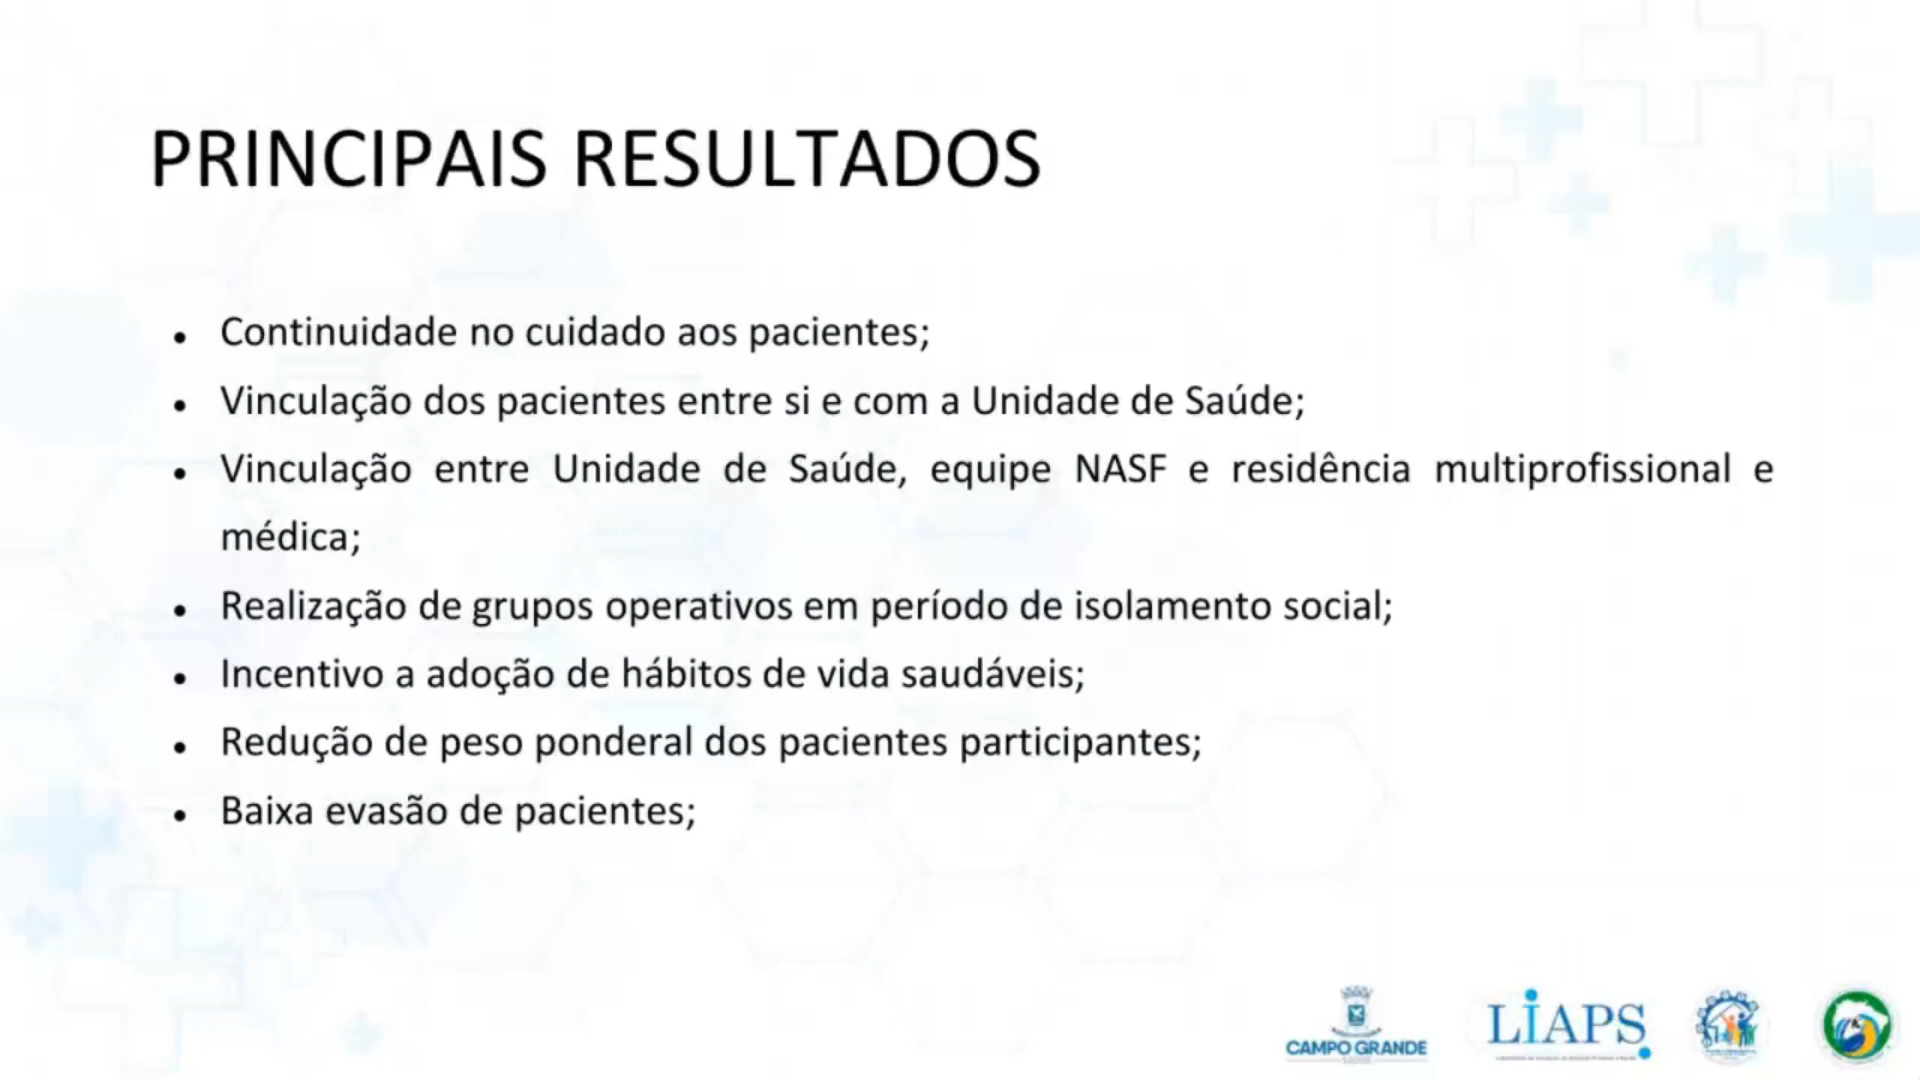 PRINCIPAIS RESULTADOS
• Continuidade no cuidado aos pacientes;
• Vinculação dos pacientes entre si e com a Unidade de Saúde;
• Vinculação entre Unidade de Saúde, equipe NASF e residência multiprofissional e
médica;
• Realização de grupos operativos em período de isolamento social;
• Incentivo a adoção de hábitos de vida saudáveis;
• Redução de peso ponderal dos pacientes participantes;
• Baixa evasão de pacientes;
CAMPO GRANDE
LIAPS